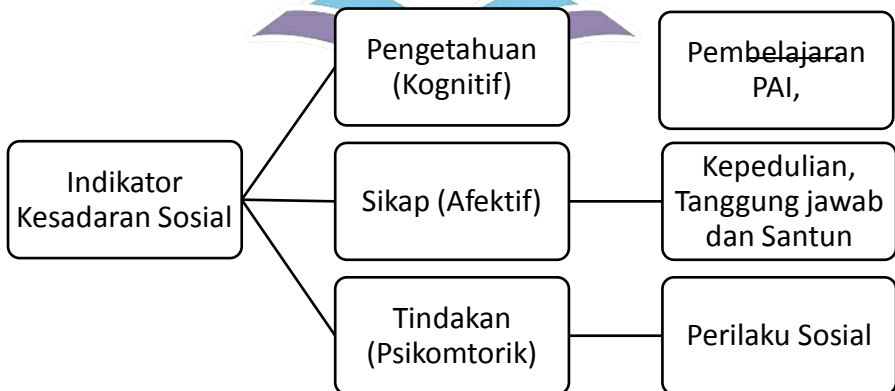 Pengetahuan
(Kognitif)
Pembelajaran
PAI,
Indikator
Kesadaran Sosial
Sikap (Afektif)
Kepedulian,
Tanggung jawab
dan Santun
Tindakan
(Psikomtorik)
Perilaku Sosial